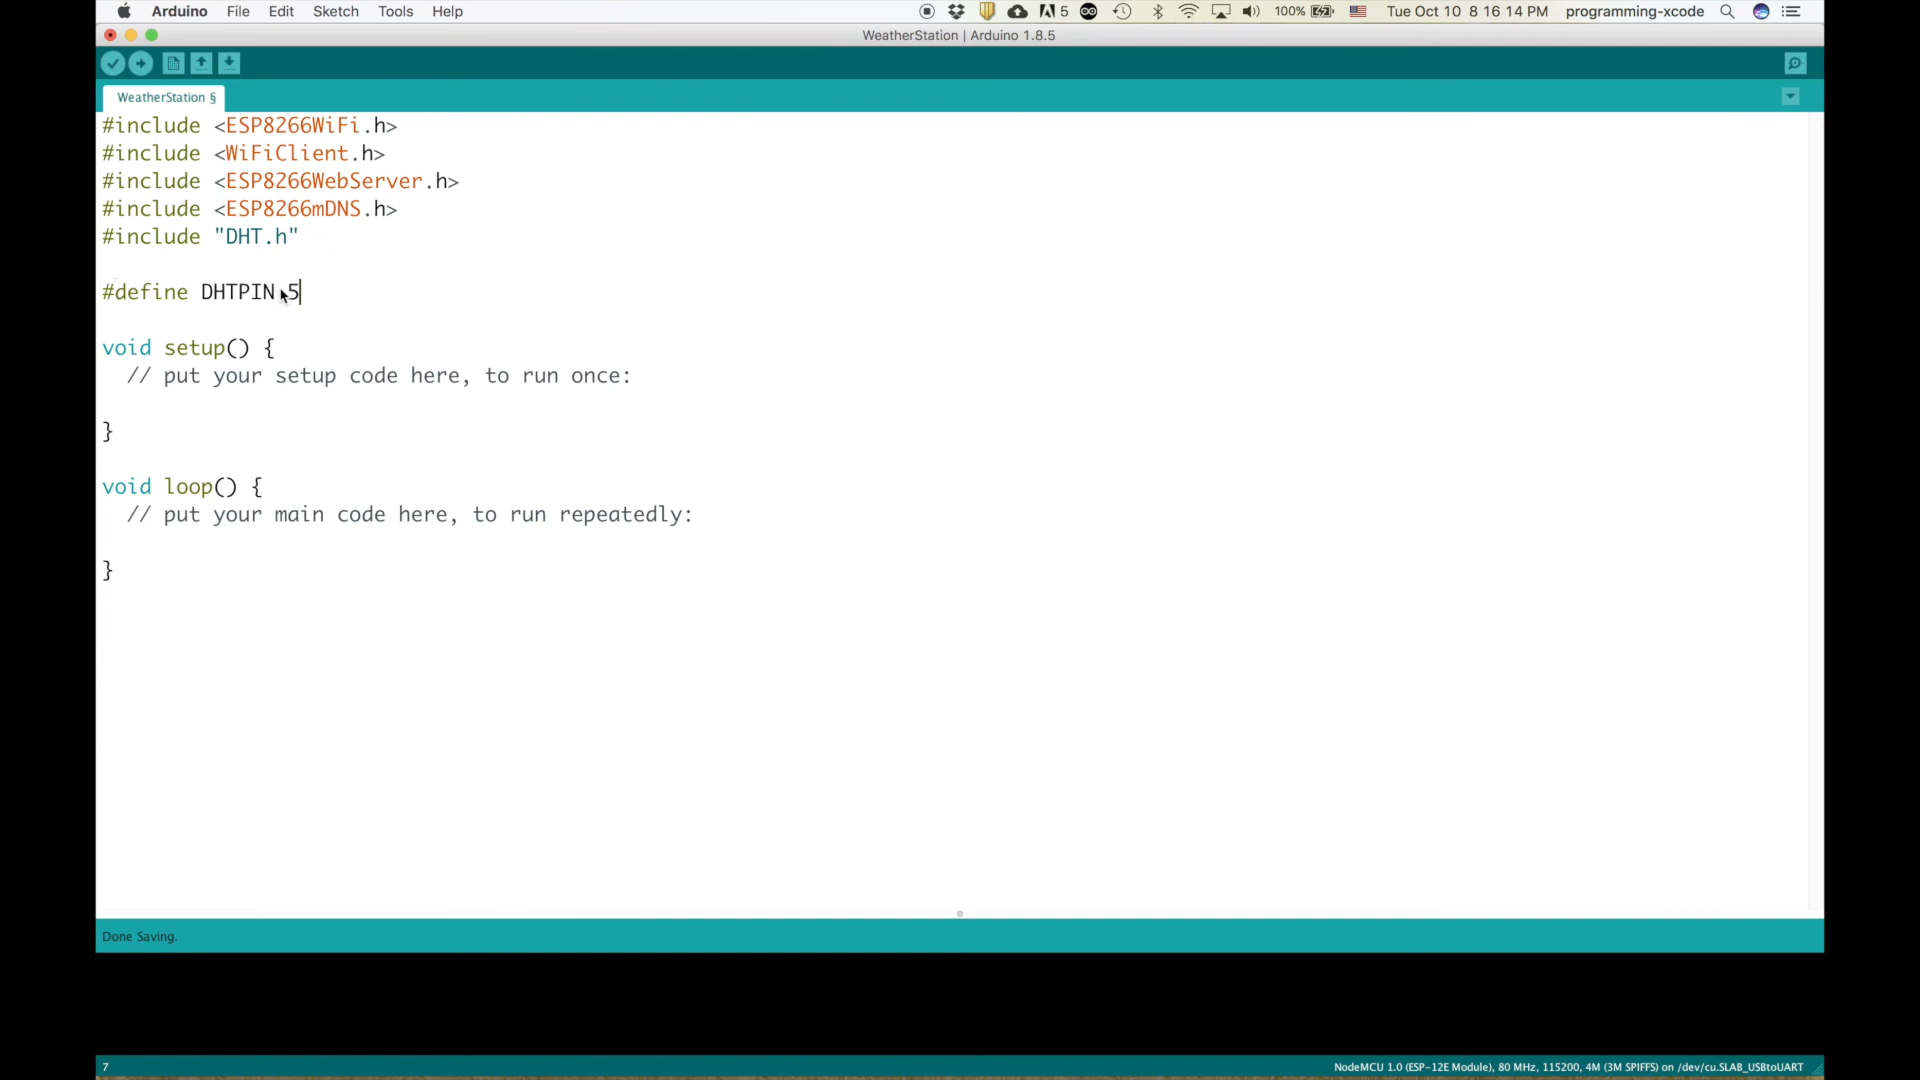 Arduino File Edit Sketch Tools Help 5 100% Tue Oct 10 8 16 14 PM programming-xcode
WeatherStation | Arduino 1.8.5
WeatherStation §
#include <ESP8266WiFi.h>
#include <WiFiClient.h>
#include <ESP8266WebServer.h>
#include <ESP8266mDNS.h>
#include "DHT.h"
#define DHTPIN 5
void setup() {
// put your setup code here, to run once:
}
void loop() {
// put your main code here, to run repeatedly:
}
Done Saving.
7 NodeMCU 1.0 (ESP-12E Module), 80 MHz, 115200, 4M (3M SPIFFS) on /dev/cu.SLAB_USBtoUART